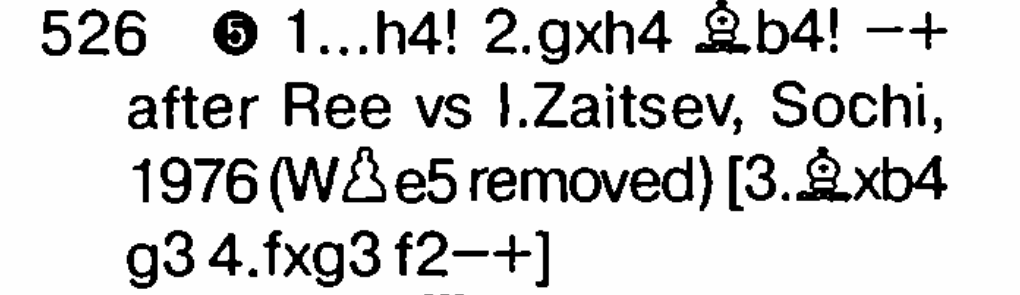 526 ❺ 1...h4! 2.gxh4 ♗b4! −+
after Ree vs I.Zaitsev, Sochi,
1976 (W♙e5 removed) [3.♗xb4
g3 4.fxg3 f2−+]